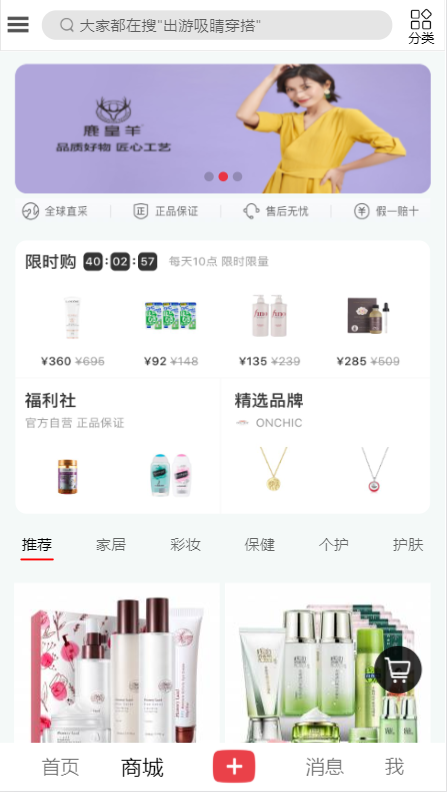 大家都在搜"出游吸睛穿搭"
分类
鹿皇羊
品质好物 匠心工艺
全球直采 正品保证 售后无忧 假一赔十
限时购 40:02:57 每天10点 限时限量
¥360 ¥695 ¥92 ¥148 ¥135 ¥239 ¥285 ¥509
福利社 精选品牌
官方自营 正品保证 ONCHIC
推荐 家居 彩妆 保健 个护 护肤
首页 商城 消息 我